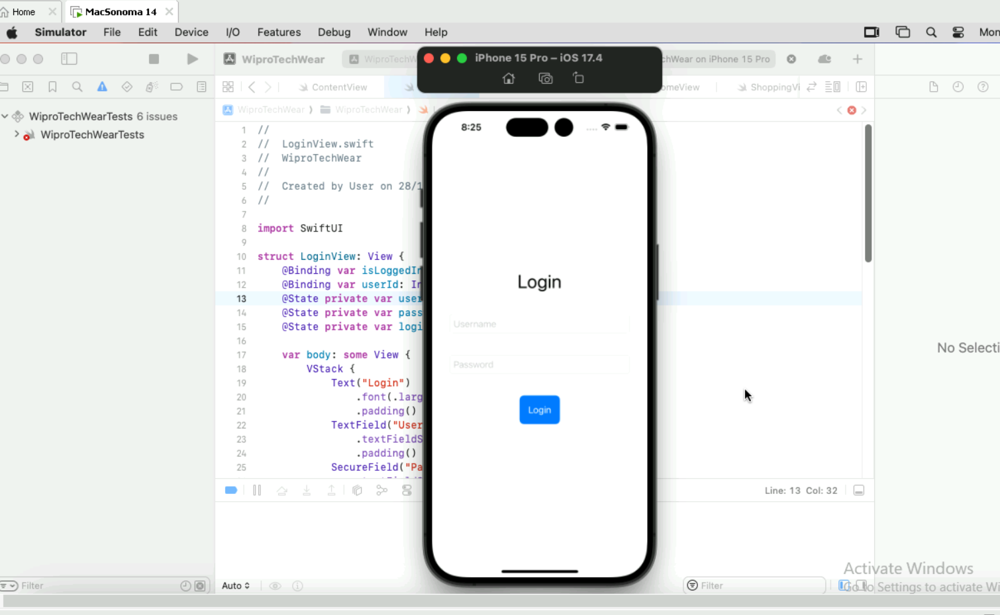 Home
MacSonoma 14
Simulator File Edit Device I/O Features Debug Window Help
Mon
WiproTechWear
WiproTechW
iPhone 15 Pro – iOS 17.4
chWear on iPhone 15 Pro
ContentView
omeView
ShoppingVi
WiproTechWear
WiproTechWear
L
WiproTechWearTests 6 issues
WiproTechWearTests
1 //
2 // LoginView.swift
3 // WiproTechWear
4 //
5 // Created by User on 28/1
6 //
7
8 import SwiftUI
9
10 struct LoginView: View {
11 @Binding var isLoggedIn
12 @Binding var userId: In
13 @State private var user
14 @State private var pass
15 @State private var logi
16
17 var body: some View {
18 VStack {
19 Text("Login")
20 .font(.larg
21 .padding()
22 TextField("User
23 .textFieldS
24 .padding()
25 SecureField("Pa
8:25
Login
Username
Password
Login
No Selecti
Line: 13 Col: 32
Filter
Auto
Filter
Activate Windows
Go to Settings to activate Wi